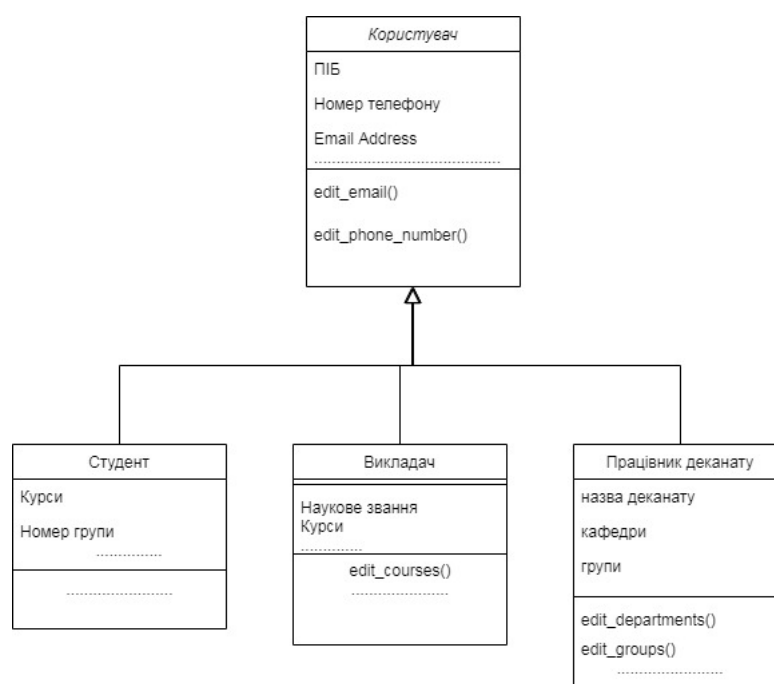 Користувач
ПІБ
Номер телефону
Email Address
..........................................
edit_email()
edit_phone_number()
Студент
Курси
Номер групи
...............
........................
Викладач
Наукове звання
Курси
..............
edit_courses()
......................
Працівник деканату
назва деканату
кафедри
групи
edit_departments()
edit_groups()
........................